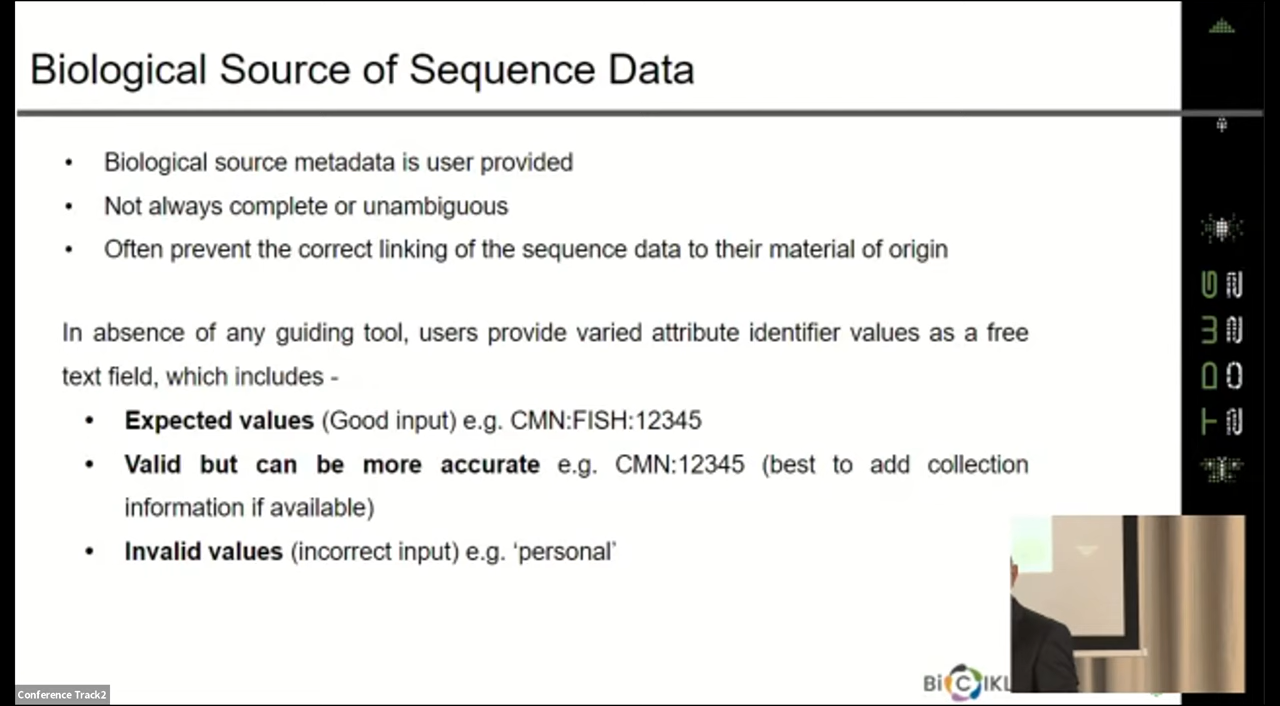 Biological Source of Sequence Data
• Biological source metadata is user provided
• Not always complete or unambiguous
• Often prevent the correct linking of the sequence data to their material of origin
In absence of any guiding tool, users provide varied attribute identifier values as a free
text field, which includes -
• Expected values (Good input) e.g. CMN:FISH:12345
• Valid but can be more accurate e.g. CMN:12345 (best to add collection
information if available)
• Invalid values (incorrect input) e.g. ‘personal’
BiCIKL
Conference Track2